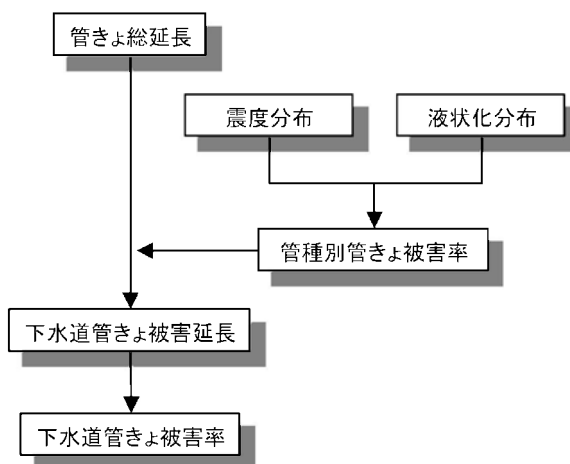 管きょ総延長
震度分布
液状化分布
管種別管きょ被害率
下水道管きょ被害延長
下水道管きょ被害率